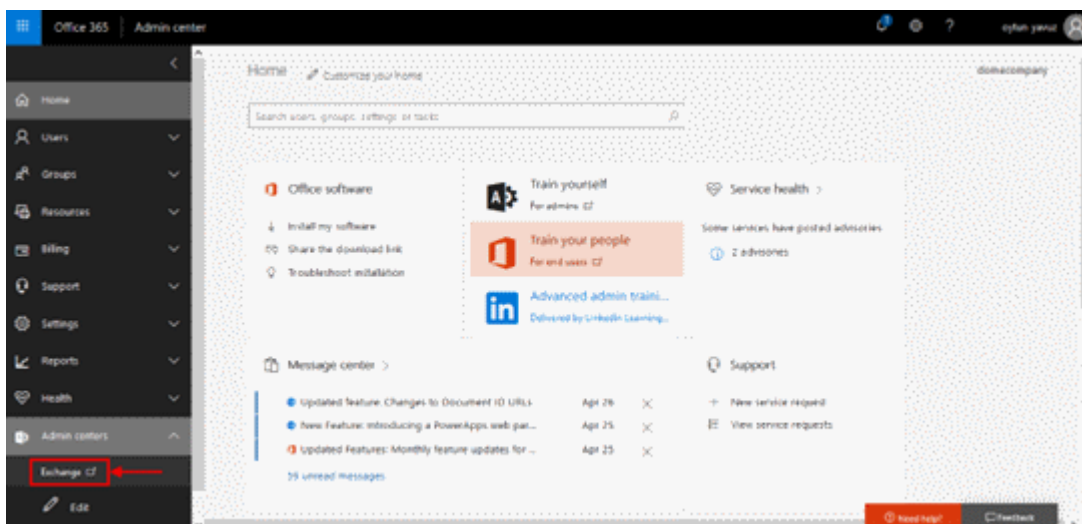 Office 365
Admin center
Home
Customize your home
domecompany
Search users, groups, settings or tasks
Home
Users
Groups
Resources
Billing
Support
Settings
Reports
Health
Admin centers
Exchange
Edit
Office software
Install my software
Share the download link
Troubleshoot installation
Train yourself
For admins
Train your people
For end users
Advanced admin traini...
Delivered by LinkedIn Learning...
Service health >
Some services have posted advisories
2 advisories
Message center >
Updated feature: Changes to Document ID URLs Apr 26
New Feature: Introducing a PowerApps web par... Apr 25
Updated Features: Monthly feature updates for ... Apr 25
59 unread messages
Support
New service request
View service requests
Need help?
Feedback